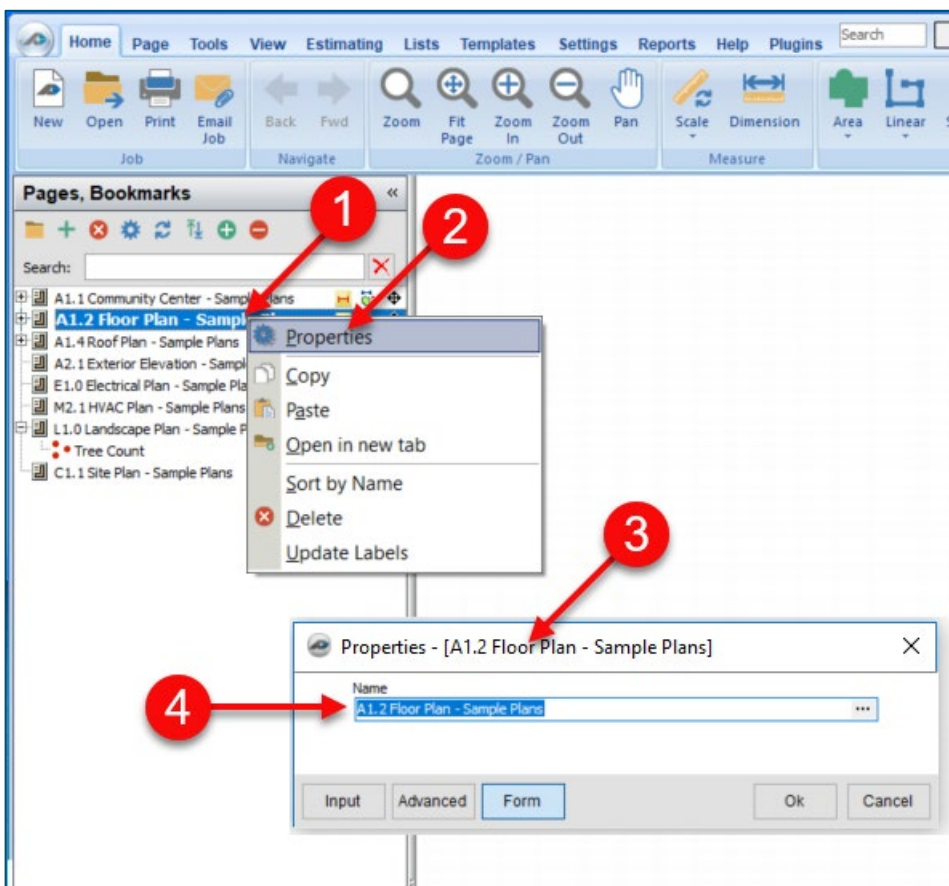 Home Page Tools View Estimating Lists Templates Settings Reports Help Plugins Search
New Open Print Email Job Back Fwd Zoom Fit Page Zoom In Zoom Out Pan Scale Dimension Area Linear
Job Navigate Zoom / Pan Measure
Pages, Bookmarks «
1
2
Search:
A1.1 Community Center - Sample Plans
A1.2 Floor Plan - Sampl
Properties
A1.4 Roof Plan - Sample Plans
A2.1 Exterior Elevation - Sampl
Copy
E1.0 Electrical Plan - Sample Pla
M2.1 HVAC Plan - Sample Plans
Paste
L1.0 Landscape Plan - Sample P
Open in new tab
Tree Count
C1.1 Site Plan - Sample Plans
Sort by Name
Delete
Update Labels
3
Properties - [A1.2 Floor Plan - Sample Plans]
4
Name
A1.2 Floor Plan - Sample Plans ...
Input Advanced Form Ok Cancel